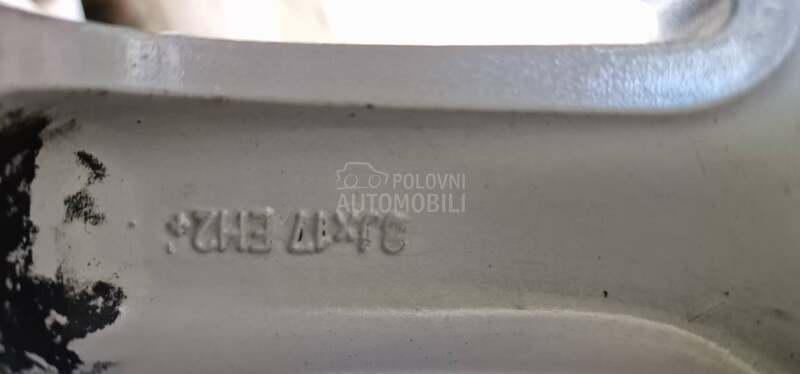 POLOVNI
AUTOMOBILI
8Jx17 EH2+